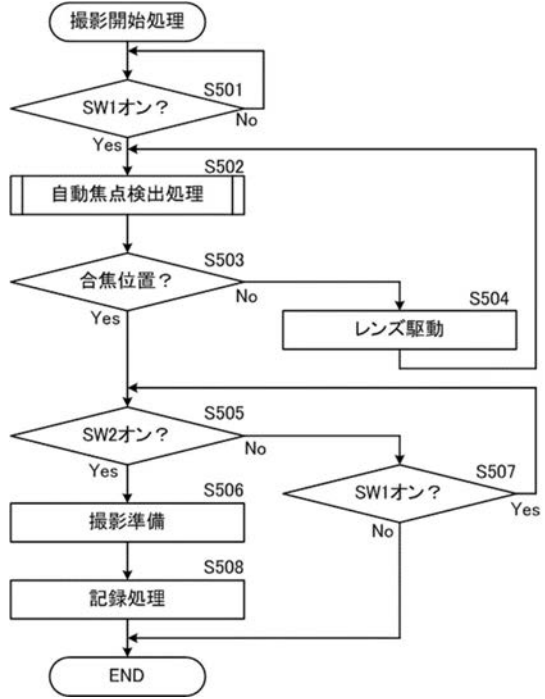 撮影開始処理
S501
SW1オン？
No
Yes
S502
自動焦点検出処理
S503
合焦位置？
No
Yes
S504
レンズ駆動
S505
SW2オン？
No
Yes
S507
SW1オン？
Yes
No
S506
撮影準備
S508
記録処理
END